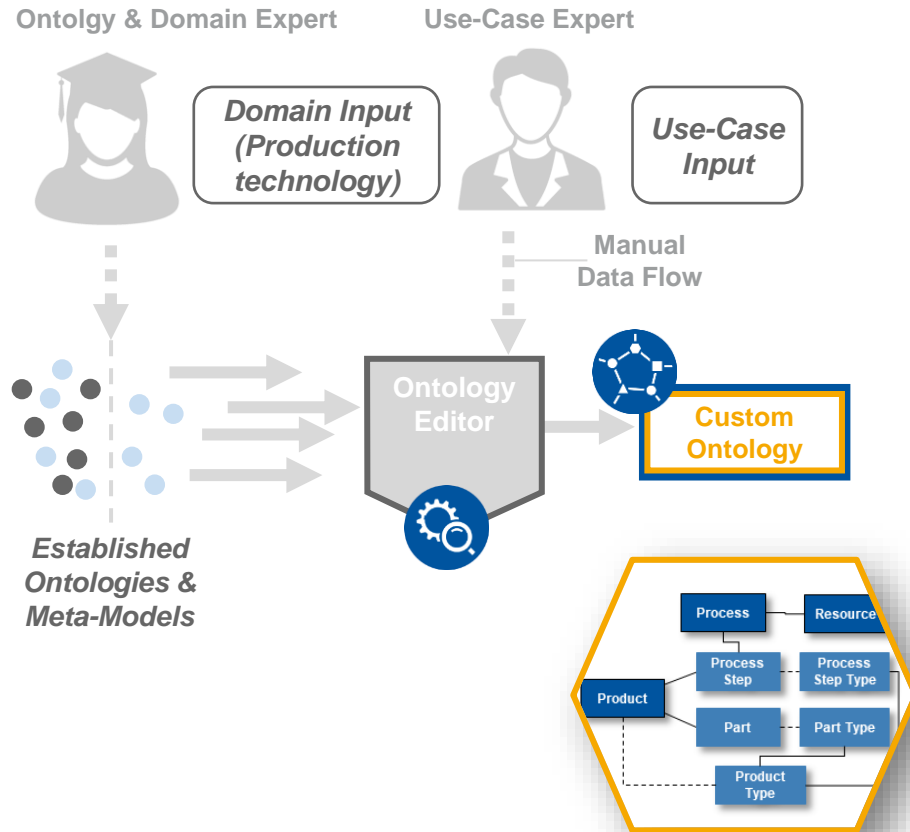 Ontolgy & Domain Expert
Use-Case Expert
Domain Input
(Production
technology)
Use-Case
Input
Manual
Data Flow
Ontology
Editor
Custom
Ontology
Established
Ontologies &
Meta-Models
Process
Resource
Process
Step
Process
Step Type
Product
Part
Part Type
Product
Type